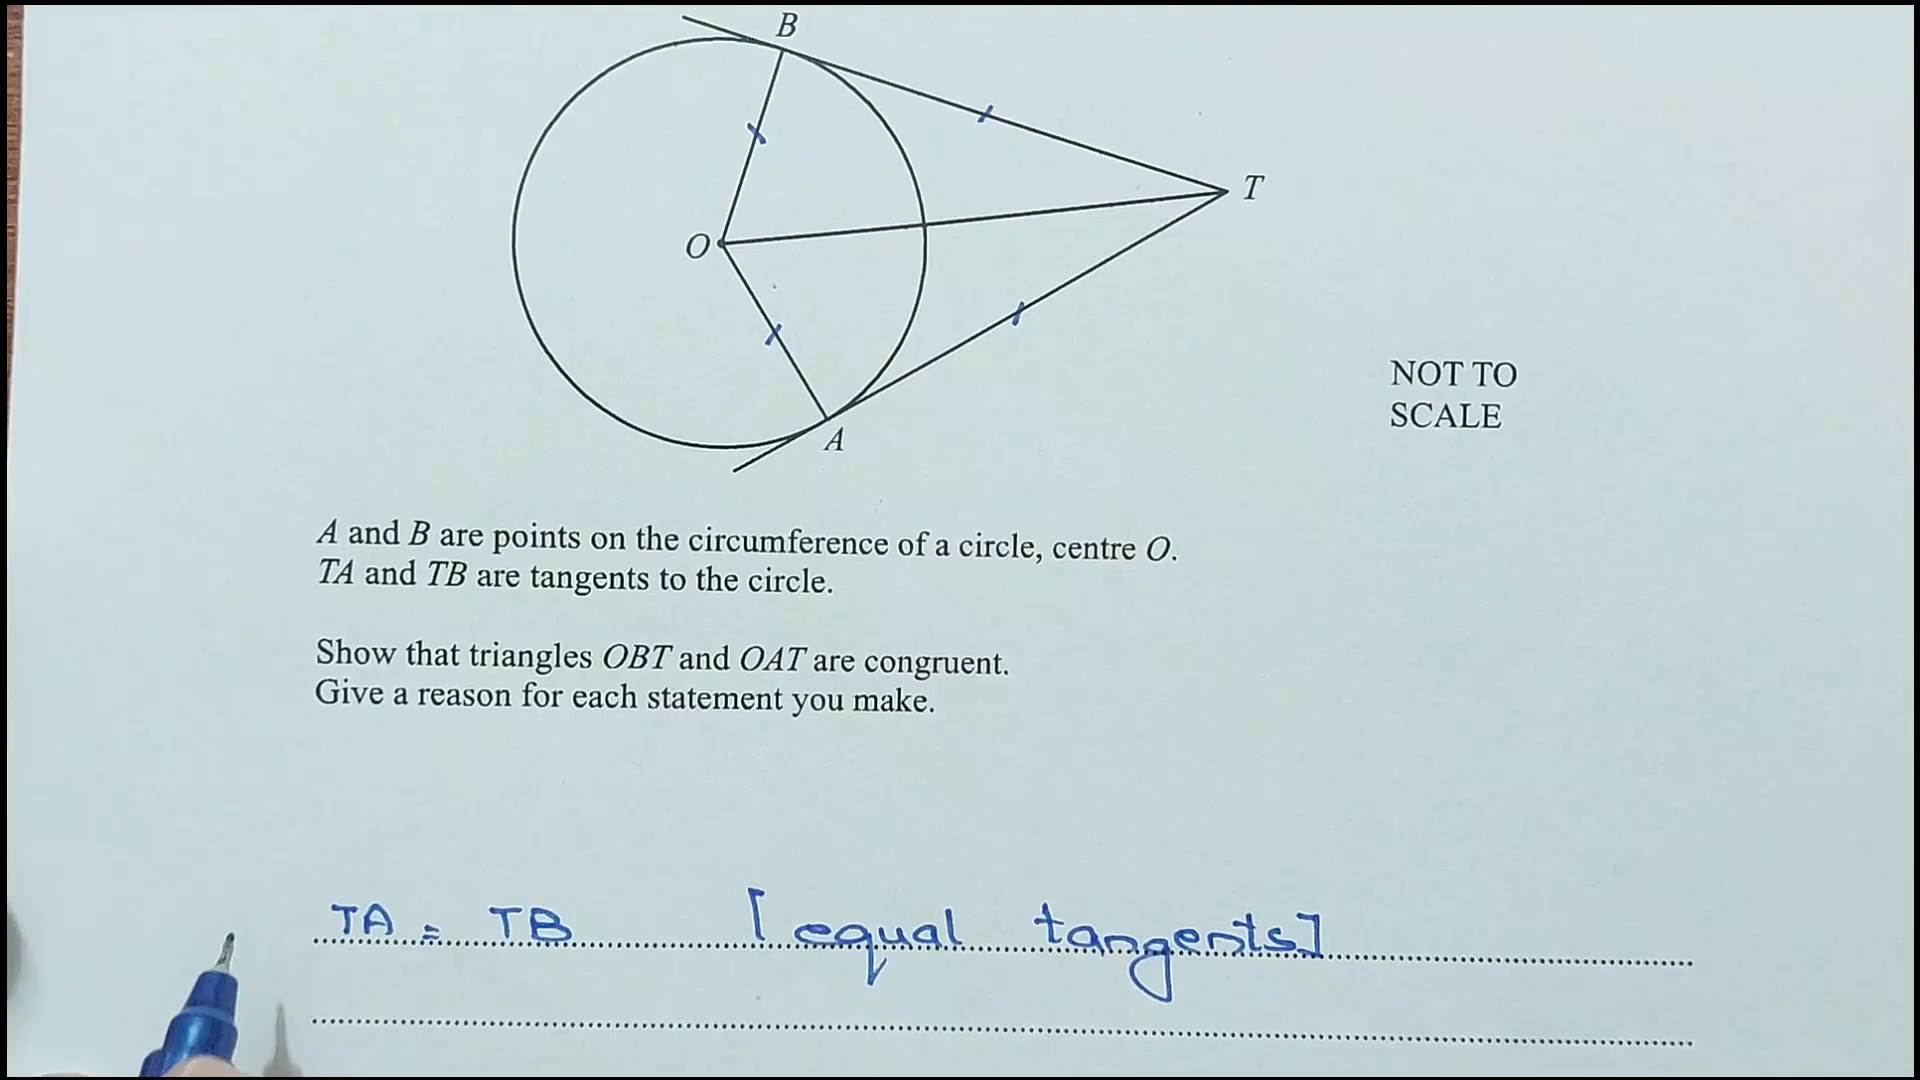 B
T
O
A
NOT TO
SCALE
A and B are points on the circumference of a circle, centre O.
TA and TB are tangents to the circle.
Show that triangles OBT and OAT are congruent.
Give a reason for each statement you make.
TA = TB [equal tangents]